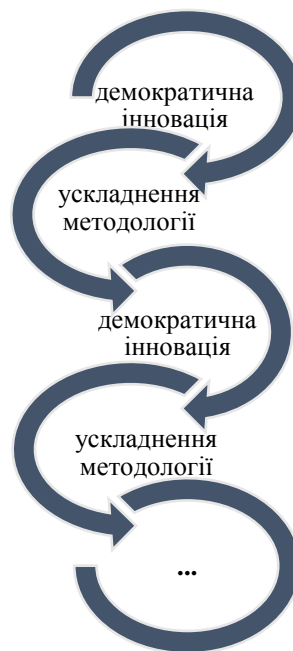 демократична
інновація
ускладнення
методології
демократична
інновація
ускладнення
методології
...